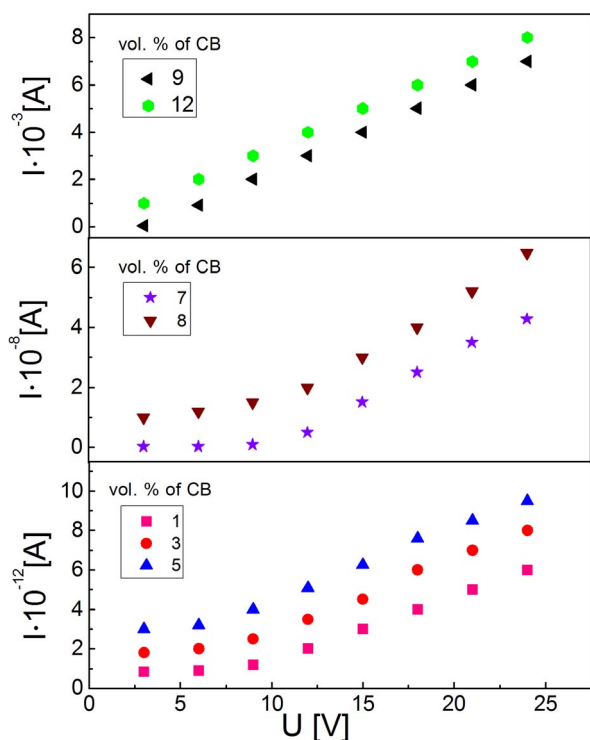 8
6
4
2
0
I·10⁻³[A]
vol. % of CB
9
12
6
4
2
0
I·10⁻⁸[A]
vol. % of CB
7
8
10
8
6
4
2
0
I·10⁻¹²[A]
vol. % of CB
1
3
5
0 5 10 15 20 25
U [V]